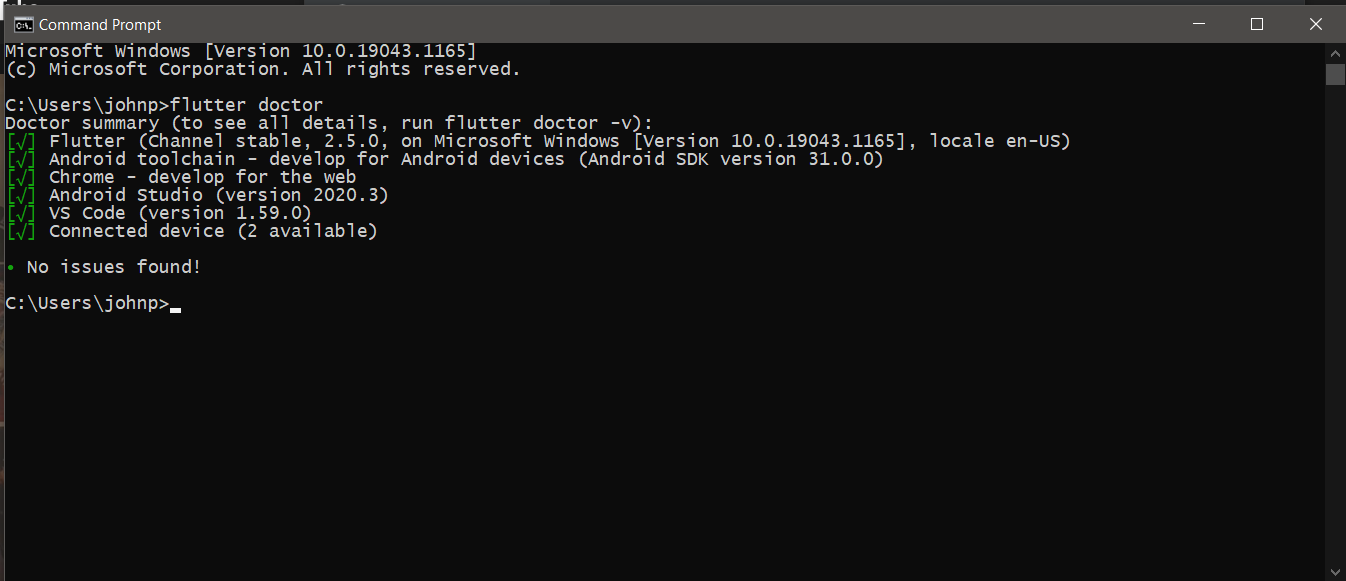 Command Prompt
Microsoft Windows [Version 10.0.19043.1165]
(c) Microsoft Corporation. All rights reserved.
C:\Users\johnp>flutter doctor
Doctor summary (to see all details, run flutter doctor -v):
[√] Flutter (Channel stable, 2.5.0, on Microsoft Windows [Version 10.0.19043.1165], locale en-US)
[√] Android toolchain - develop for Android devices (Android SDK version 31.0.0)
[√] Chrome - develop for the web
[√] Android Studio (version 2020.3)
[√] VS Code (version 1.59.0)
[√] Connected device (2 available)
• No issues found!
C:\Users\johnp>